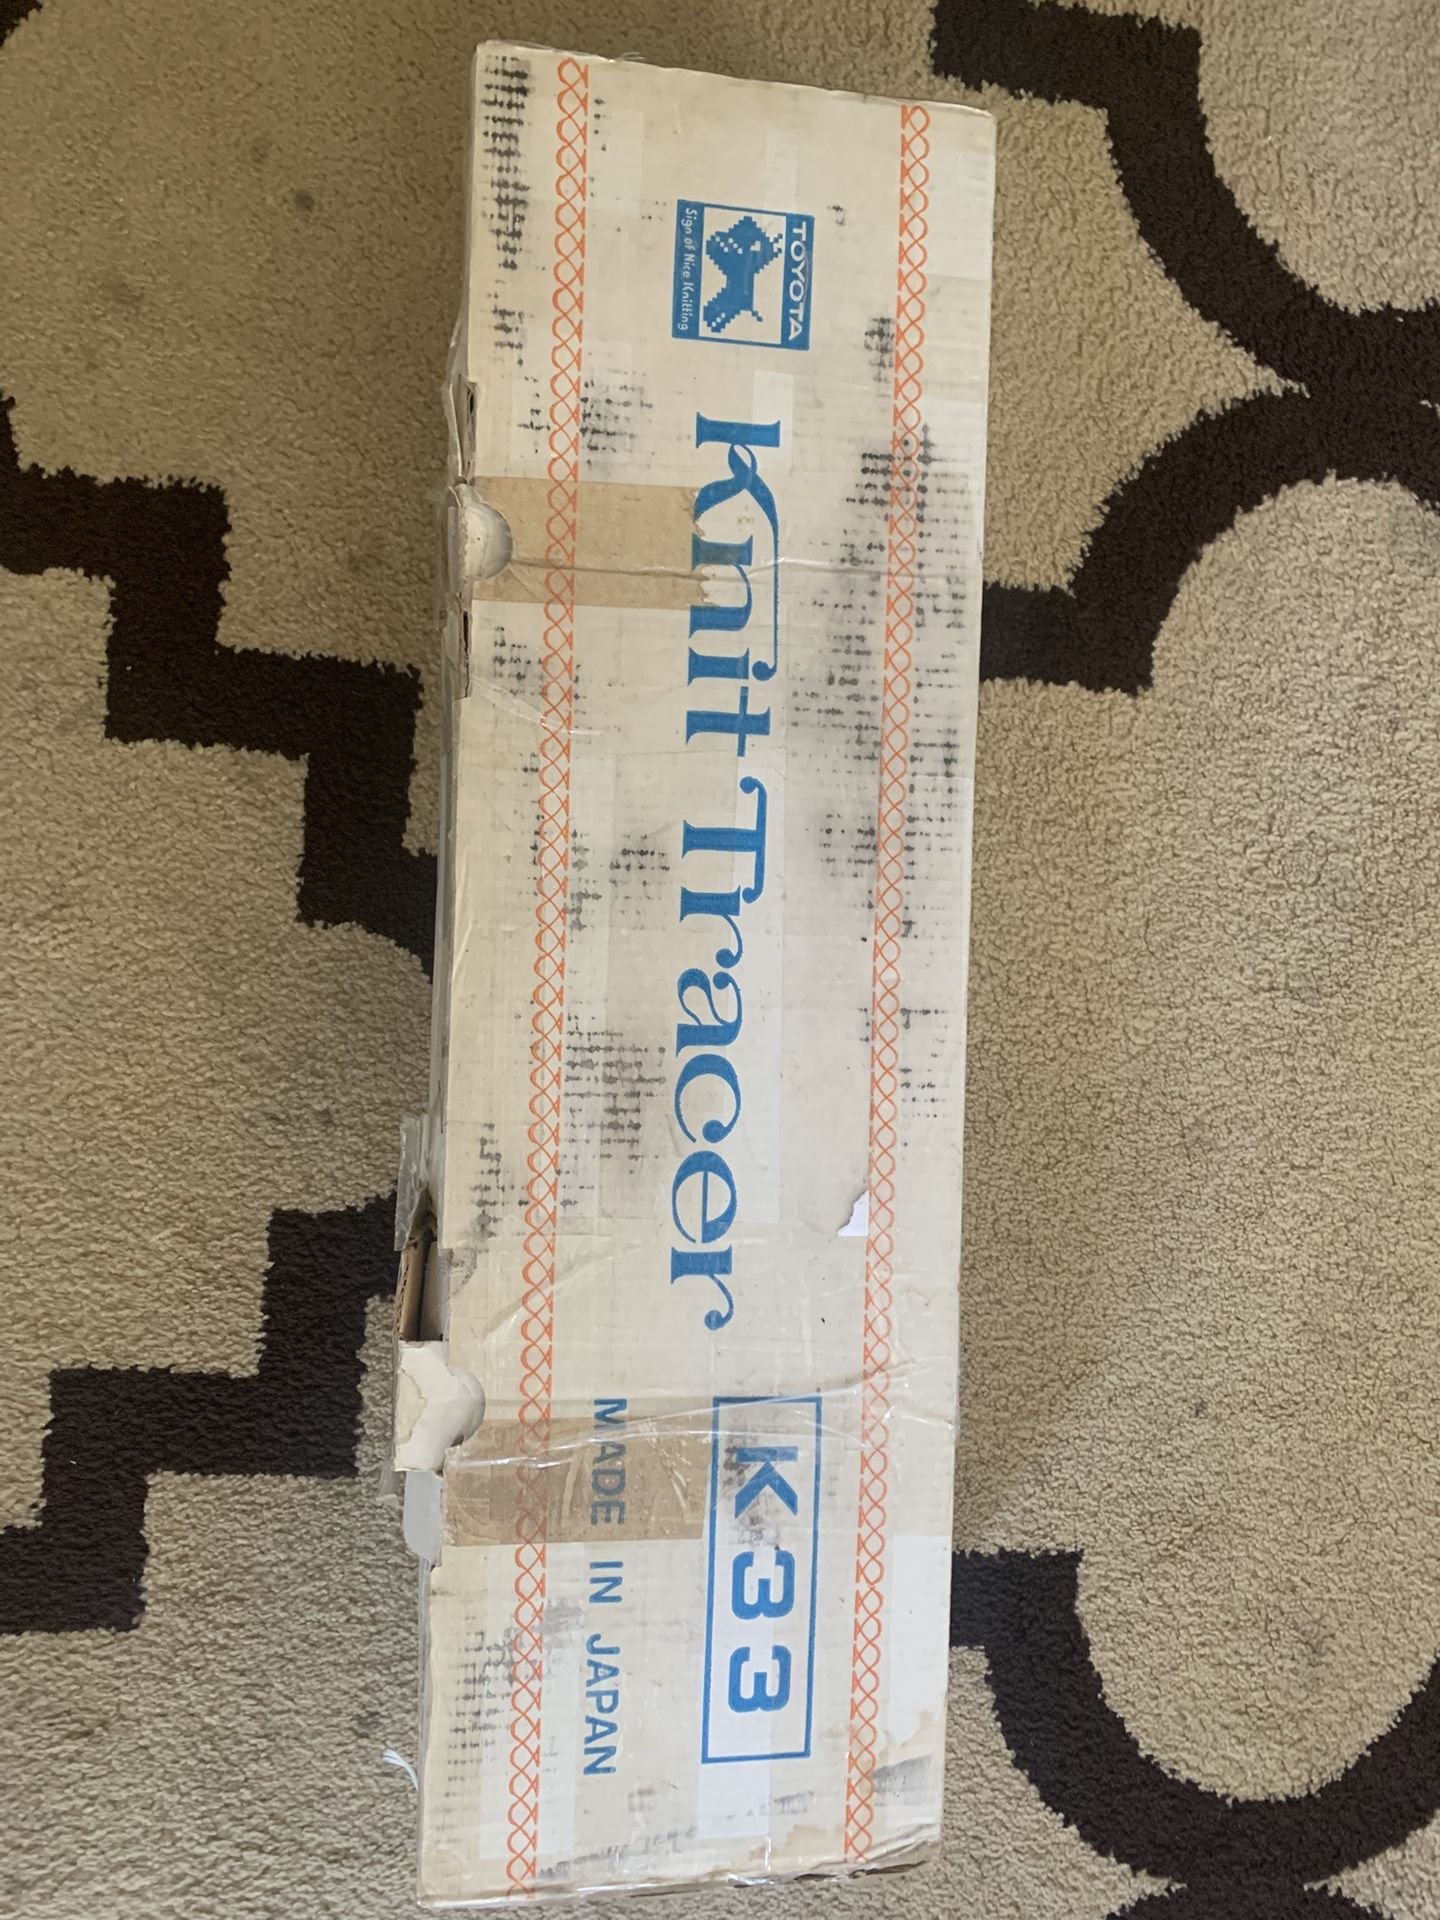 TOYOTA
Sign of Nice Knitting
Knit Tracer
K33
MADE IN JAPAN